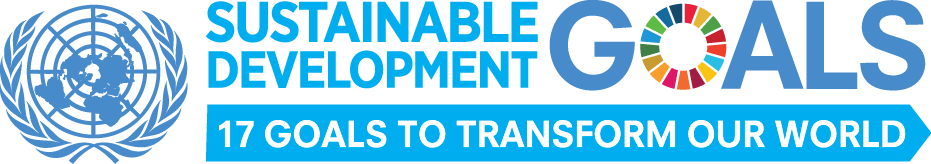 SUSTAINABLE
DEVELOPMENT
GOALS
17 GOALS TO TRANSFORM OUR WORLD